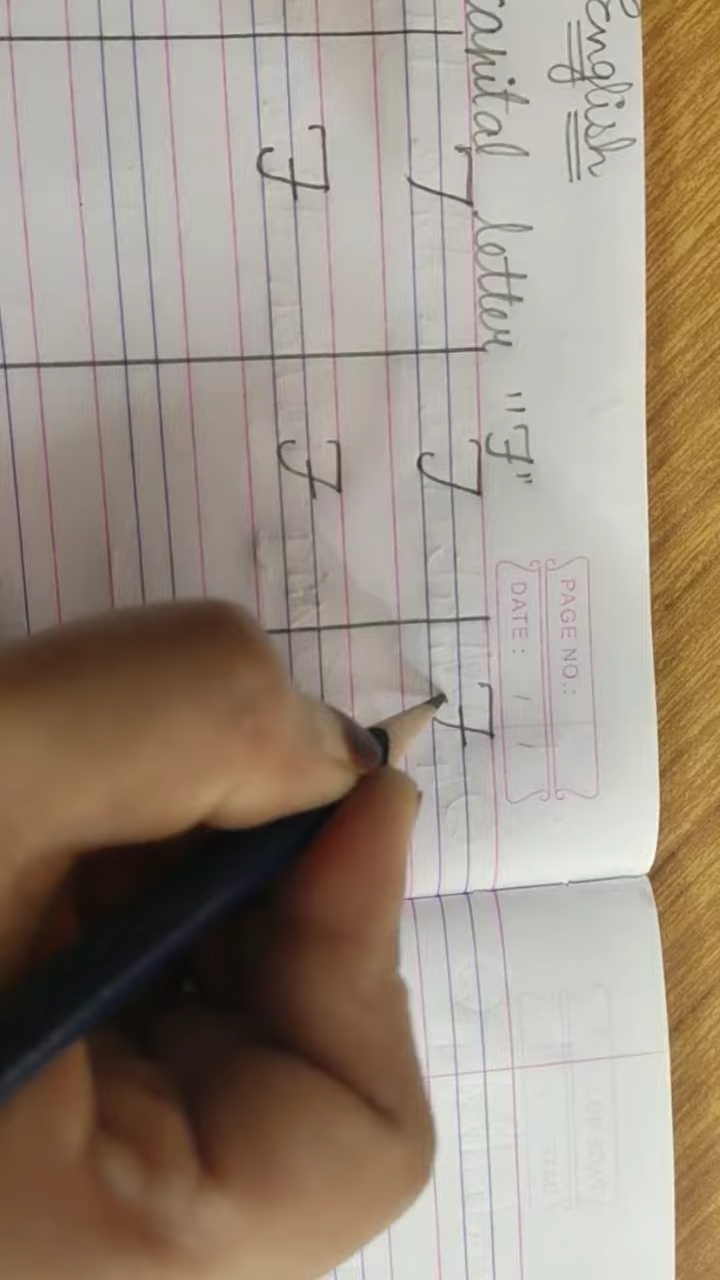 English
PAGE NO.:
DATE : / /
capital letter "F"
F
F F